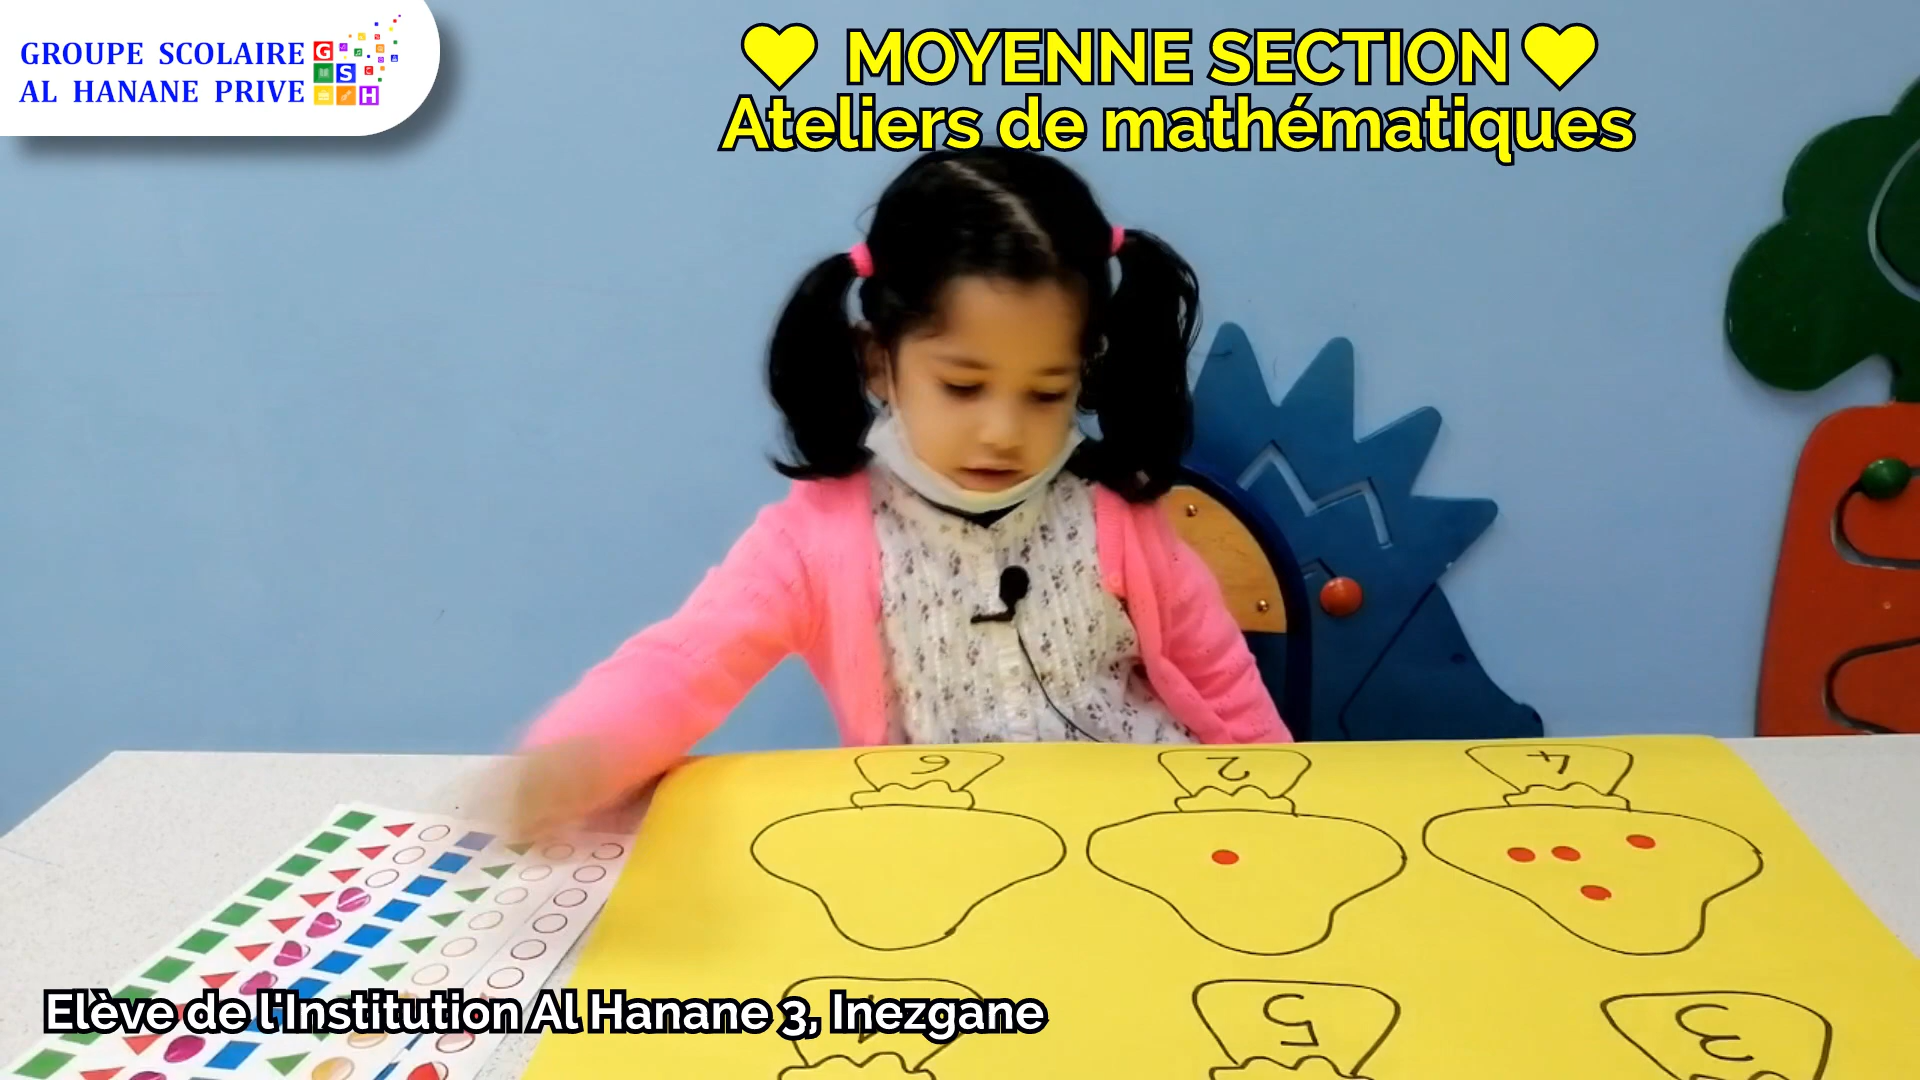 GROUPE SCOLAIRE
AL HANANE PRIVE
G
S
H
MOYENNE SECTION
Ateliers de mathématiques
6
2
4
5
3
Elève de l'Institution Al Hanane 3, Inezgane